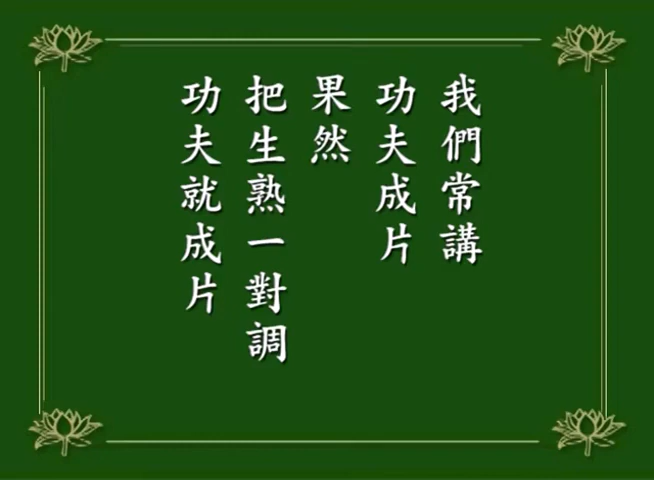 我們常講
功夫成片
果然
把生熟一對調
功夫就成片